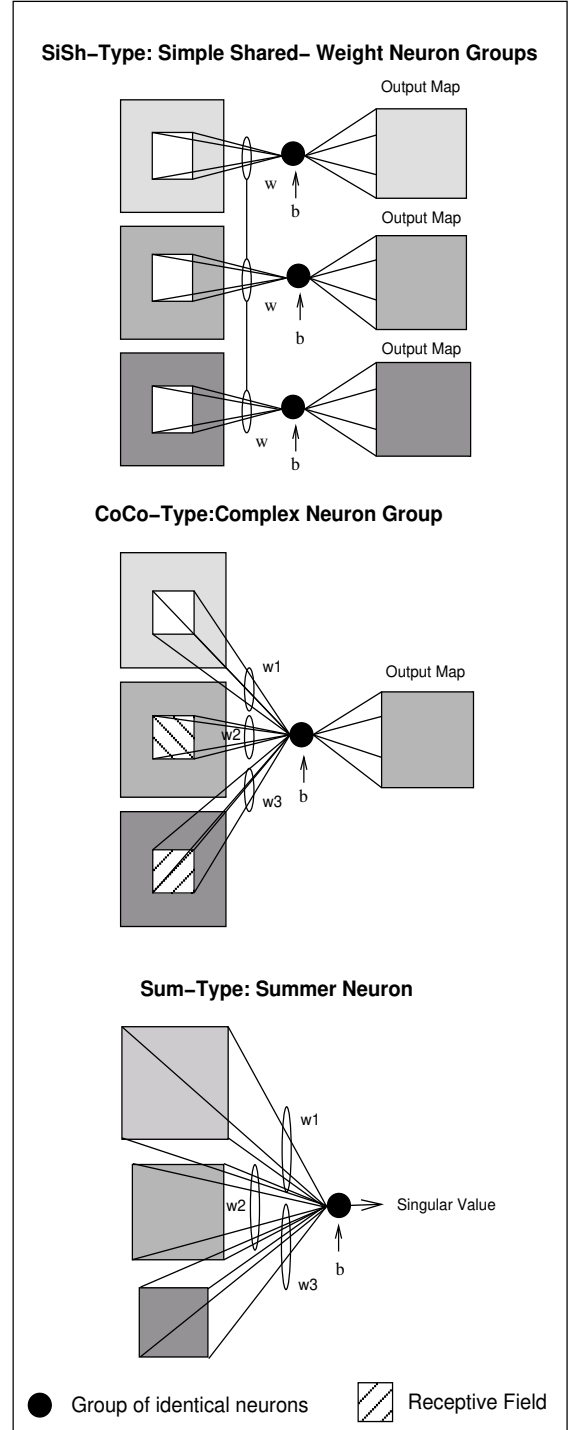 SiSh-Type: Simple Shared- Weight Neuron Groups
Output Map
w
b
Output Map
w
b
Output Map
w
b
CoCo-Type:Complex Neuron Group
w1
Output Map
w2
w3
b
Sum-Type: Summer Neuron
w1
w2
Singular Value
b
w3
Group of identical neurons
Receptive Field